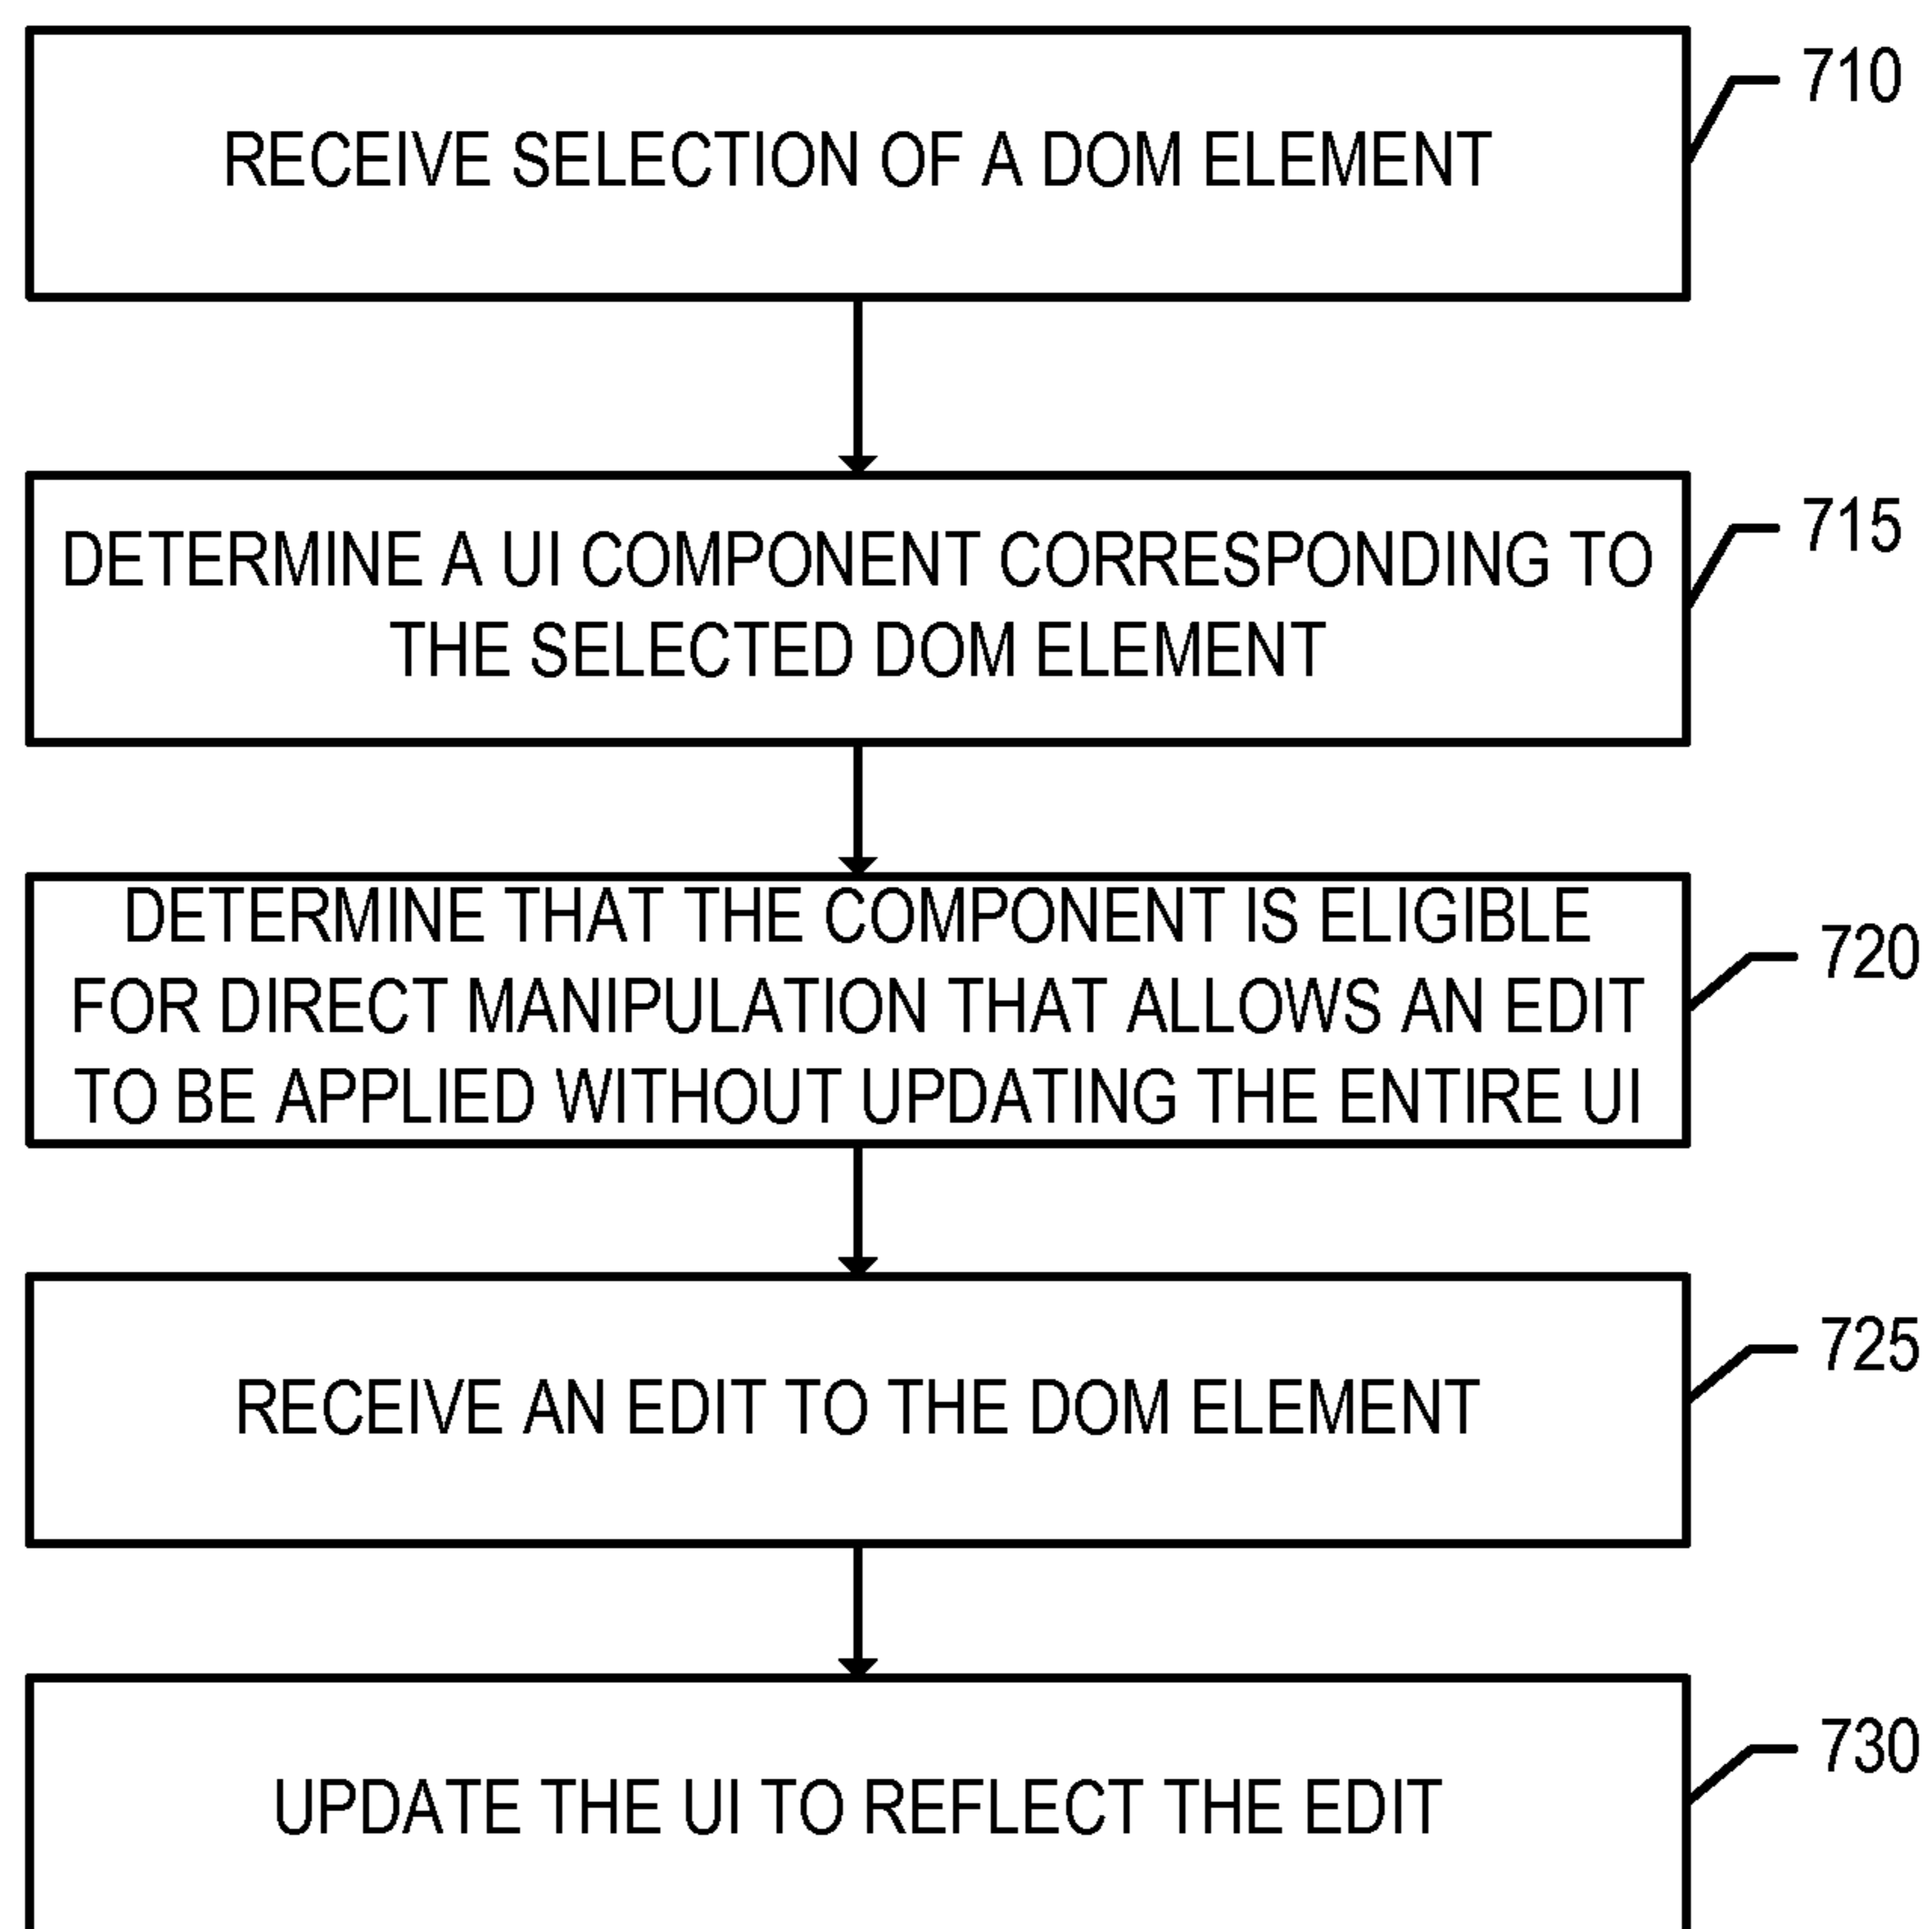 RECEIVE SELECTION OF A DOM ELEMENT
710
DETERMINE A UI COMPONENT CORRESPONDING TO
THE SELECTED DOM ELEMENT
715
DETERMINE THAT THE COMPONENT IS ELIGIBLE
FOR DIRECT MANIPULATION THAT ALLOWS AN EDIT
TO BE APPLIED WITHOUT UPDATING THE ENTIRE UI
720
RECEIVE AN EDIT TO THE DOM ELEMENT
725
UPDATE THE UI TO REFLECT THE EDIT
730